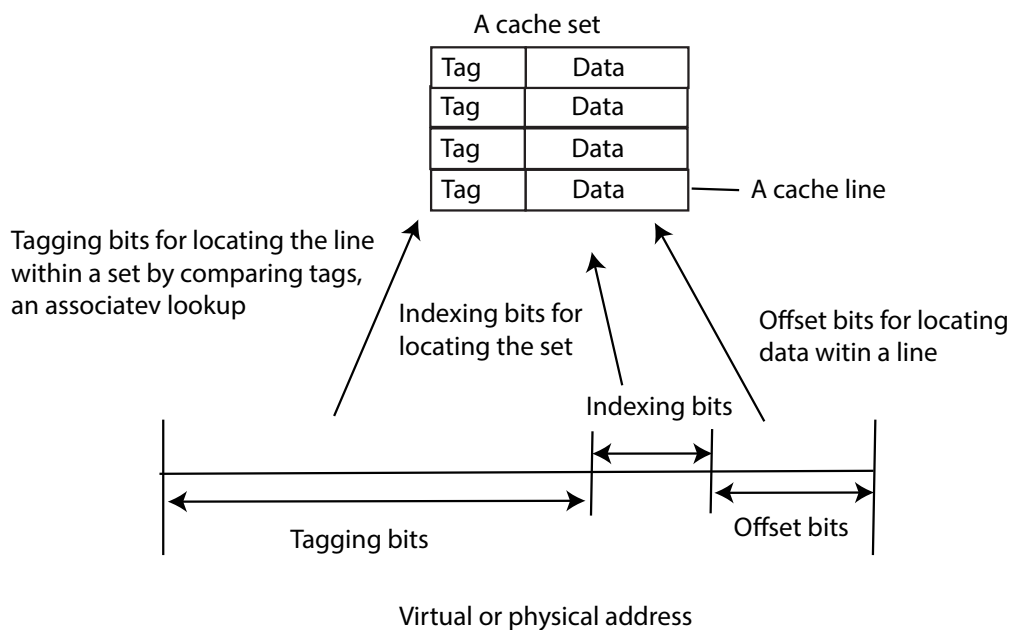 A cache set
Tag Data
Tag Data
Tag Data
Tag Data
A cache line
Tagging bits for locating the line
within a set by comparing tags,
an associatev lookup
Indexing bits for
locating the set
Offset bits for locating
data witin a line
Indexing bits
Tagging bits
Offset bits
Virtual or physical address